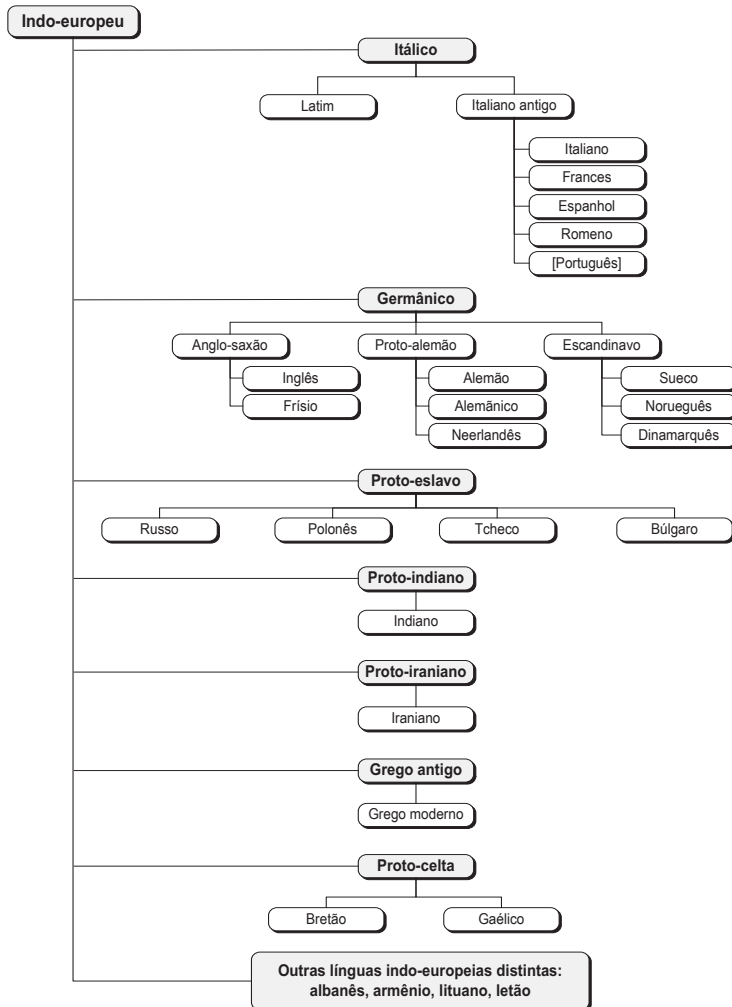 Indo-europeu
Itálico
Latim
Italiano antigo
Italiano
Frances
Espanhol
Romeno
[Português]
Germânico
Anglo-saxão
Proto-alemão
Escandinavo
Inglês
Alemão
Sueco
Frísio
Alemãnico
Norueguês
Neerlandês
Dinamarquês
Proto-eslavo
Russo
Polonês
Tcheco
Búlgaro
Proto-indiano
Indiano
Proto-iraniano
Iraniano
Grego antigo
Grego moderno
Proto-celta
Bretão
Gaélico
Outras línguas indo-europeias distintas:
albanês, armênio, lituano, letão